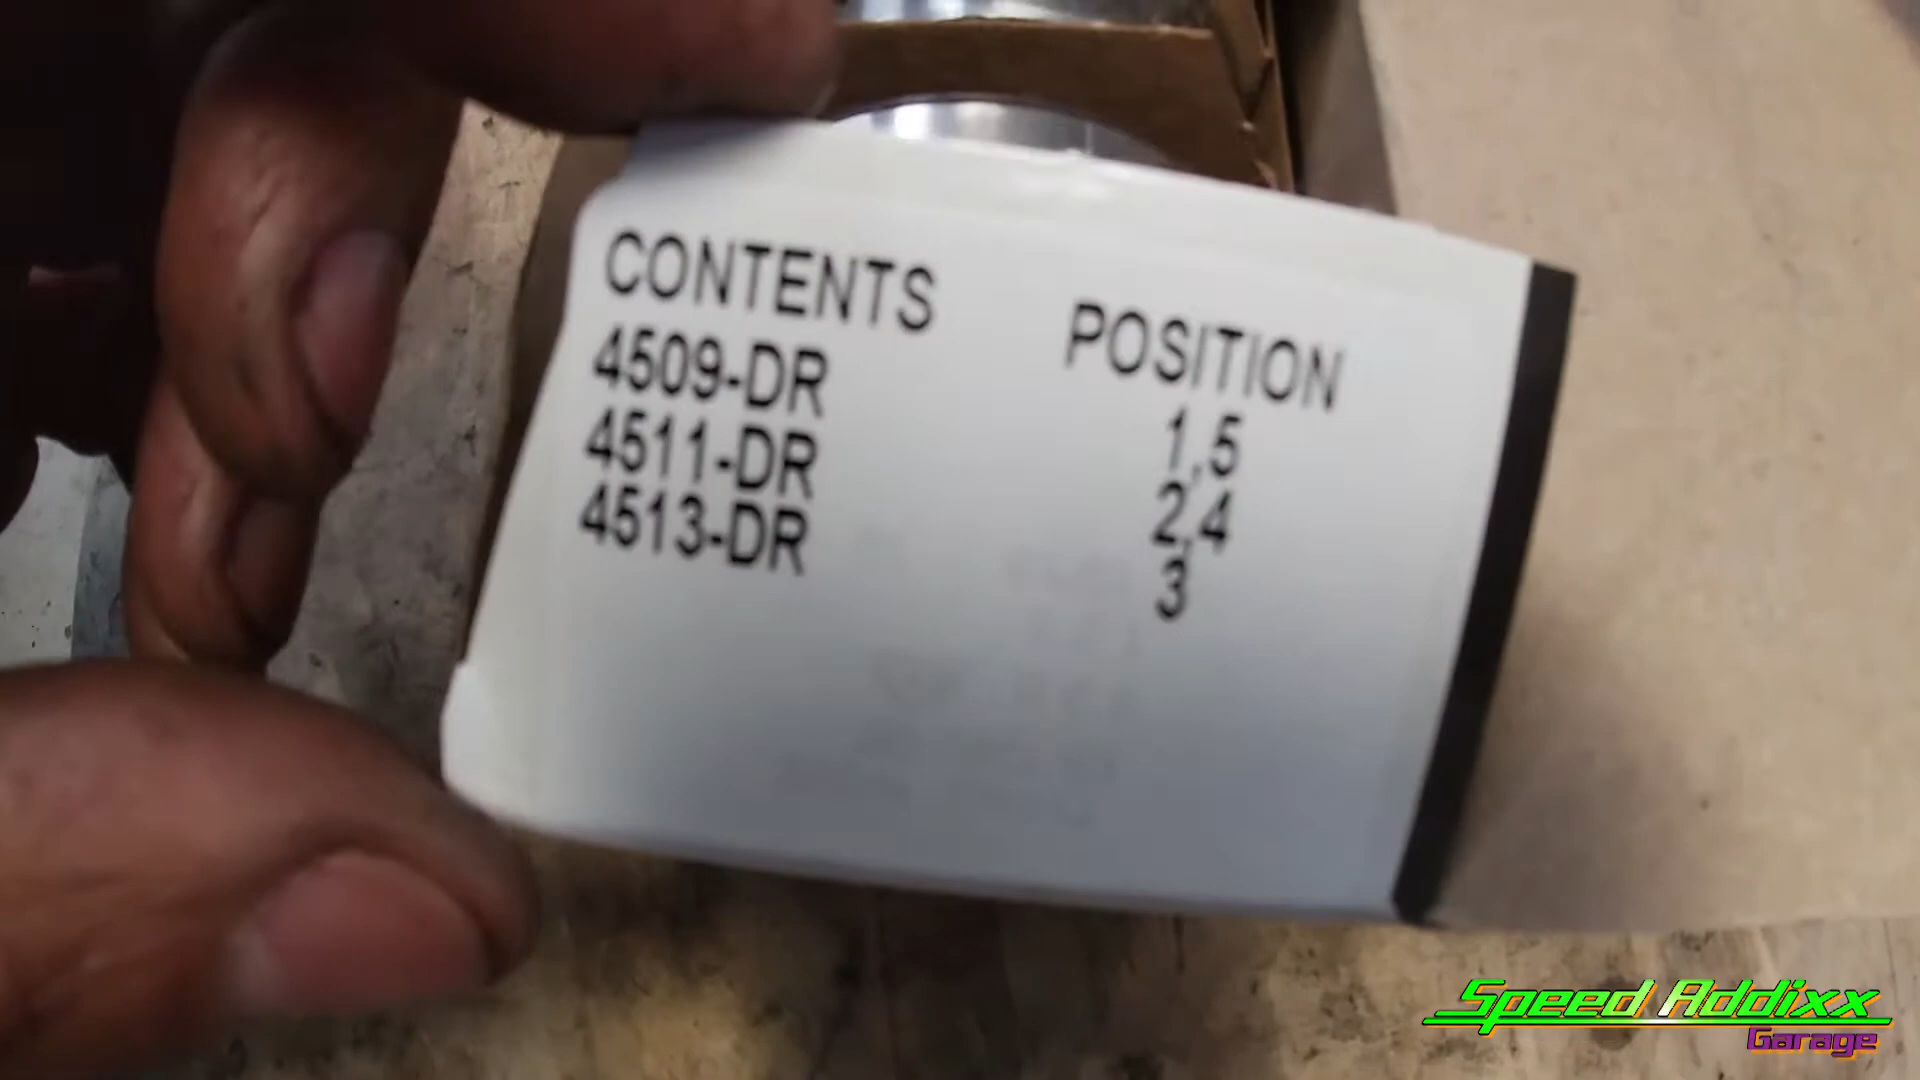 CONTENTS POSITION
4509-DR 1,5
4511-DR 2,4
4513-DR 3
Speed Addixx
Garage